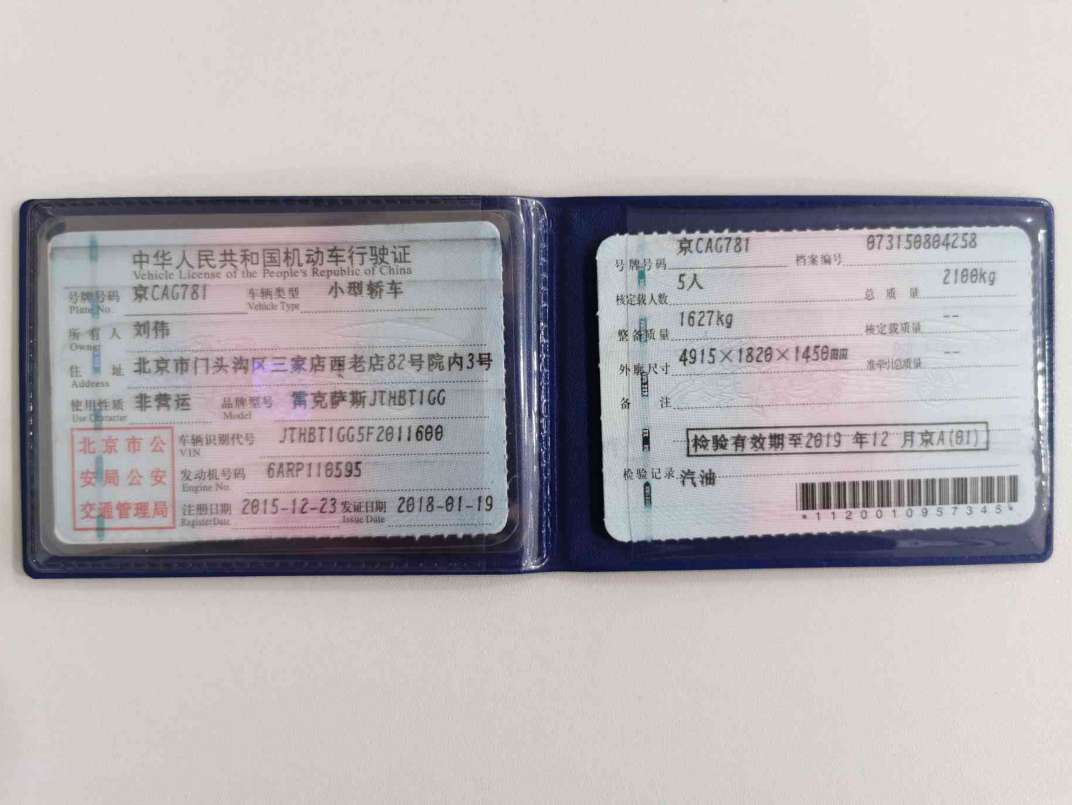 中华人民共和国机动车行驶证
Vehicle License of the People's Republic of China
号牌号码 京CAG781 车辆类型 小型轿车
Plate No. Vehicle Type
所有人 刘伟
Owner
住址 北京市门头沟区三家店西老店82号院内3号
Address
使用性质 非营运 品牌型号 雷克萨斯JTHBT1GG
Use Character Model
北京市公
安局公安
交通管理局
车辆识别代号 JTHBT1GG5F2011600
VIN
发动机号码 6ARP110595
Engine No.
注册日期 2015-12-23 发证日期 2018-01-19
Register Date Issue Date
号牌号码 京CAG781 档案编号 073150804258
核定载人数 5人 总质量 2100kg
整备质量 1627kg 核定载质量 --
外廓尺寸 4915×1820×1450mm 准牵引总质量 --
备注
检验有效期至2019年12月京A(01)
检验记录 汽油
*1120010957345*